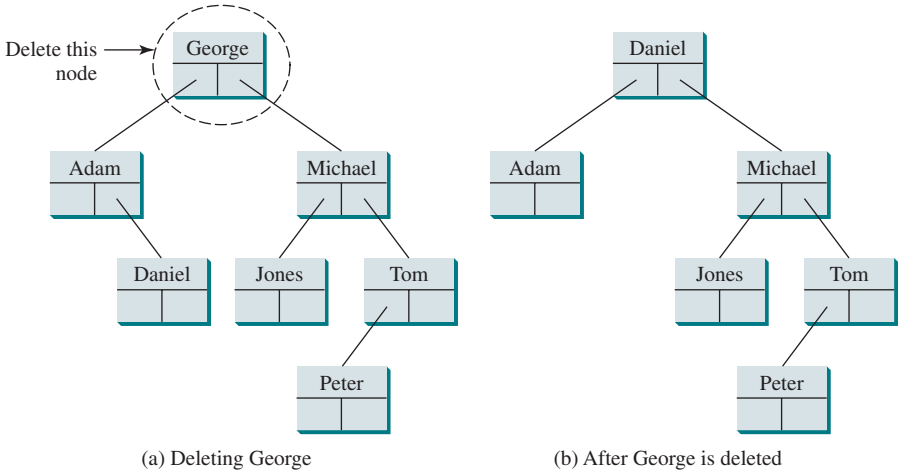 Delete this
node
George
Adam
Michael
Daniel
Jones
Tom
Peter
(a) Deleting George
Daniel
Adam
Michael
Jones
Tom
Peter
(b) After George is deleted